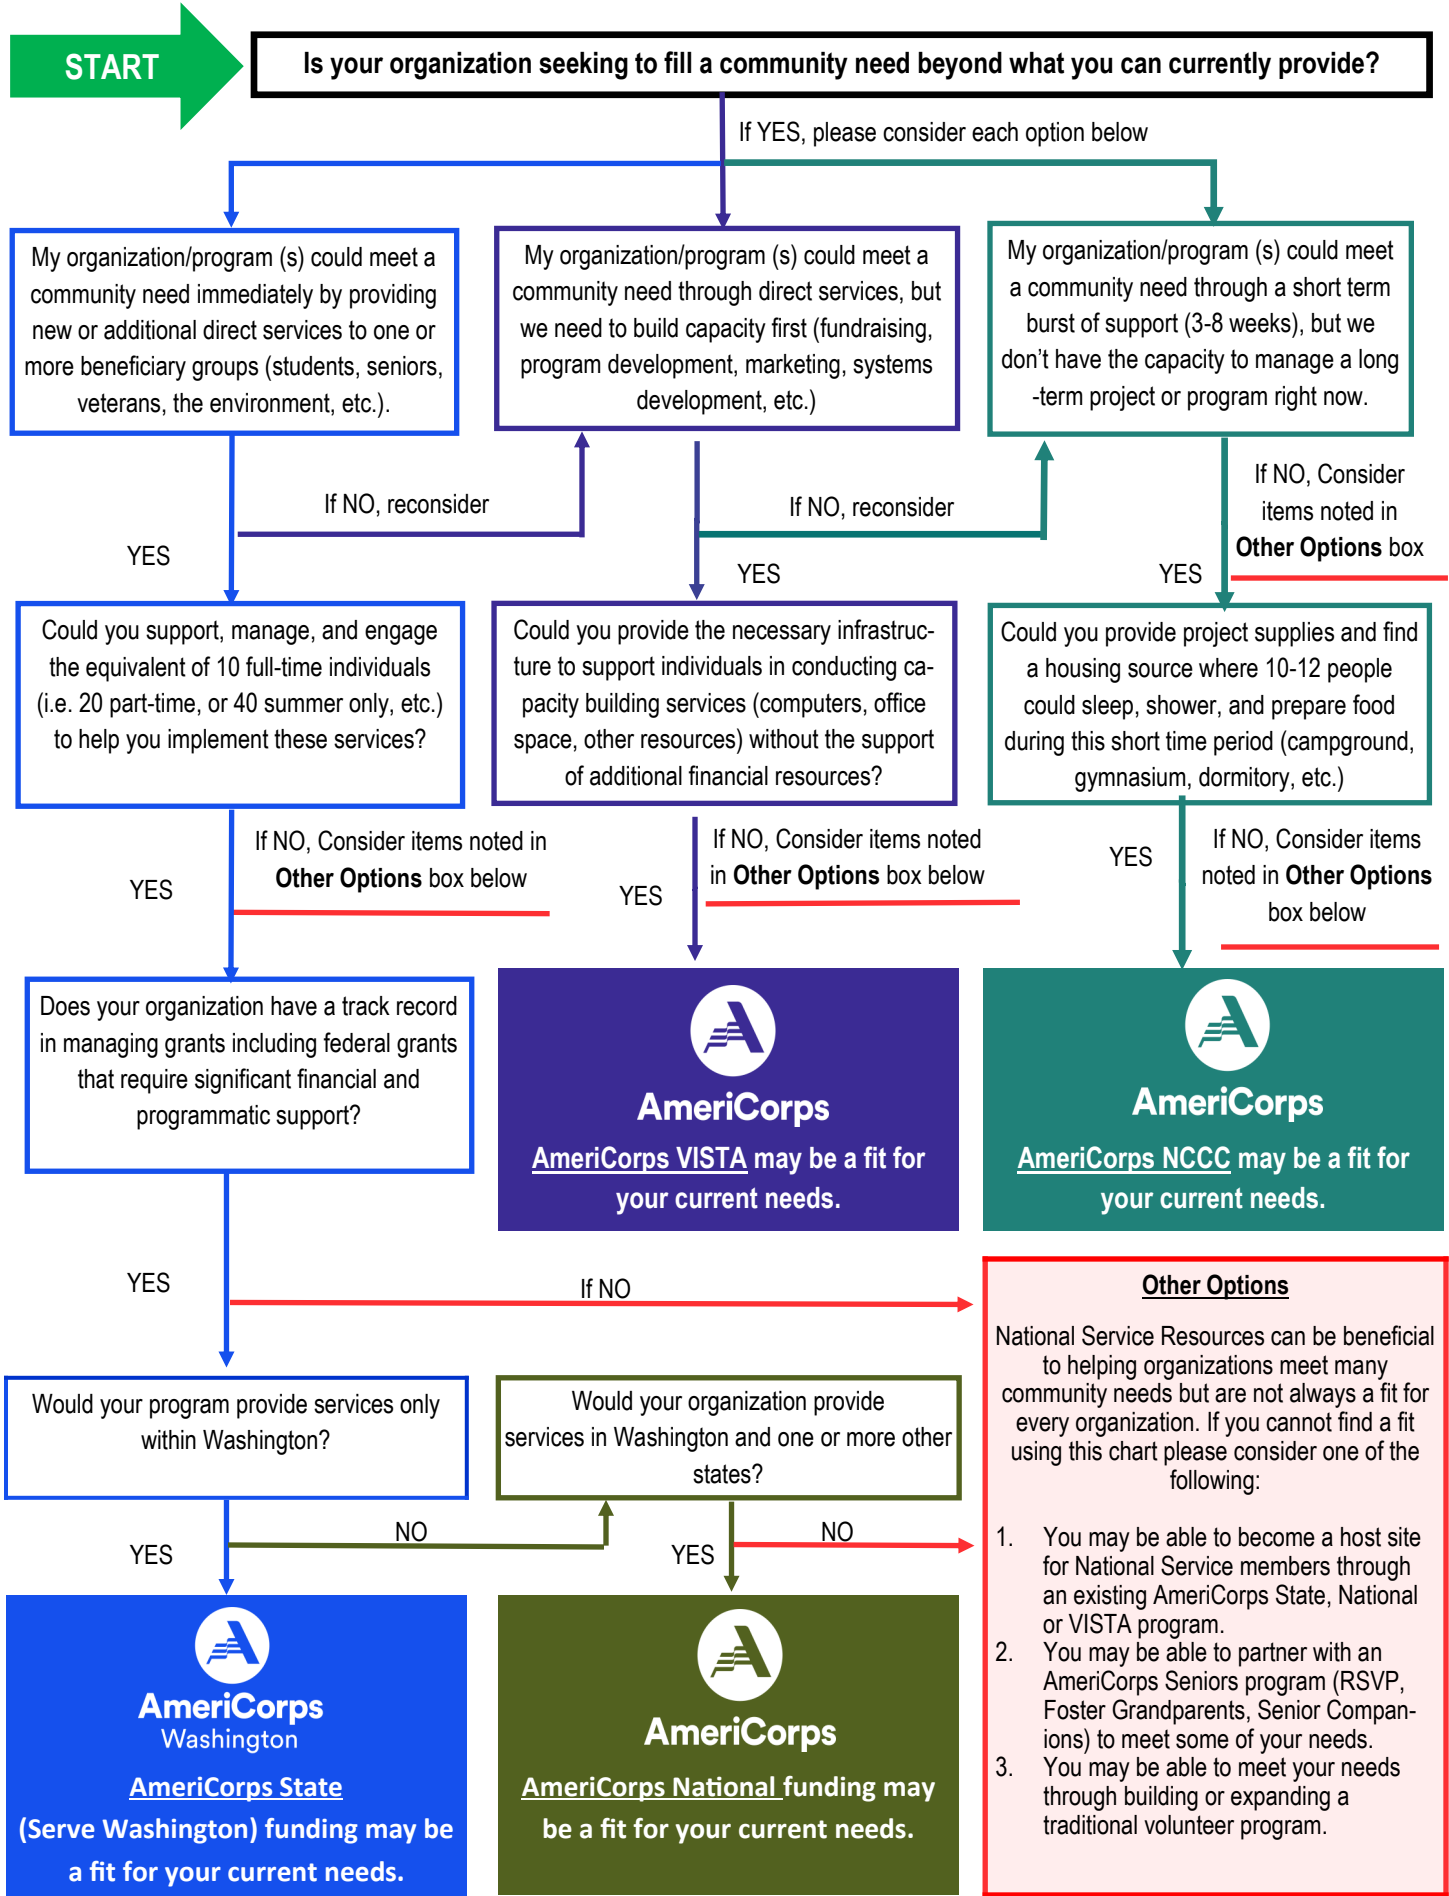 START
Is your organization seeking to fill a community need beyond what you can currently provide?
If YES, please consider each option below
My organization/program (s) could meet a
community need immediately by providing
new or additional direct services to one or
more beneficiary groups (students, seniors,
veterans, the environment, etc.).
My organization/program (s) could meet a
community need through direct services, but
we need to build capacity first (fundraising,
program development, marketing, systems
development, etc.)
My organization/program (s) could meet
a community need through a short term
burst of support (3-8 weeks), but we
don’t have the capacity to manage a long
-term project or program right now.
If NO, reconsider
YES
If NO, reconsider
YES
If NO, Consider
items noted in
Other Options box
YES
Could you support, manage, and engage
the equivalent of 10 full-time individuals
(i.e. 20 part-time, or 40 summer only, etc.)
to help you implement these services?
Could you provide the necessary infrastruc-
ture to support individuals in conducting ca-
pacity building services (computers, office
space, other resources) without the support
of additional financial resources?
Could you provide project supplies and find
a housing source where 10-12 people
could sleep, shower, and prepare food
during this short time period (campground,
gymnasium, dormitory, etc.)
If NO, Consider items noted in
Other Options box below
YES
If NO, Consider items noted
in Other Options box below
YES
If NO, Consider items
noted in Other Options
box below
YES
Does your organization have a track record
in managing grants including federal grants
that require significant financial and
programmatic support?
AmeriCorps
AmeriCorps VISTA may be a fit for
your current needs.
AmeriCorps
AmeriCorps NCCC may be a fit for
your current needs.
YES
If NO
Would your program provide services only
within Washington?
Would your organization provide
services in Washington and one or more other
states?
YES
NO
YES
NO
AmeriCorps
Washington
AmeriCorps State
(Serve Washington) funding may be
a fit for your current needs.
AmeriCorps
AmeriCorps National funding may
be a fit for your current needs.
Other Options
National Service Resources can be beneficial
to helping organizations meet many
community needs but are not always a fit for
every organization. If you cannot find a fit
using this chart please consider one of the
following:
1. You may be able to become a host site
for National Service members through
an existing AmeriCorps State, National
or VISTA program.
2. You may be able to partner with an
AmeriCorps Seniors program (RSVP,
Foster Grandparents, Senior Compan-
ions) to meet some of your needs.
3. You may be able to meet your needs
through building or expanding a
traditional volunteer program.